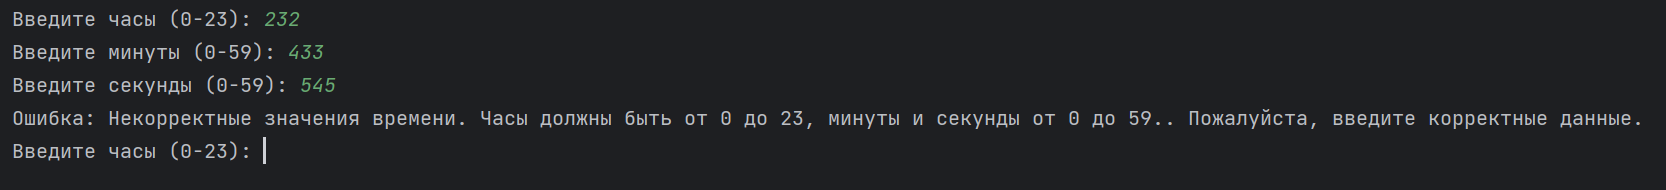 Введите часы (0-23): 232
Введите минуты (0-59): 433
Введите секунды (0-59): 545
Ошибка: Некорректные значения времени. Часы должны быть от 0 до 23, минуты и секунды от 0 до 59.. Пожалуйста, введите корректные данные.
Введите часы (0-23):